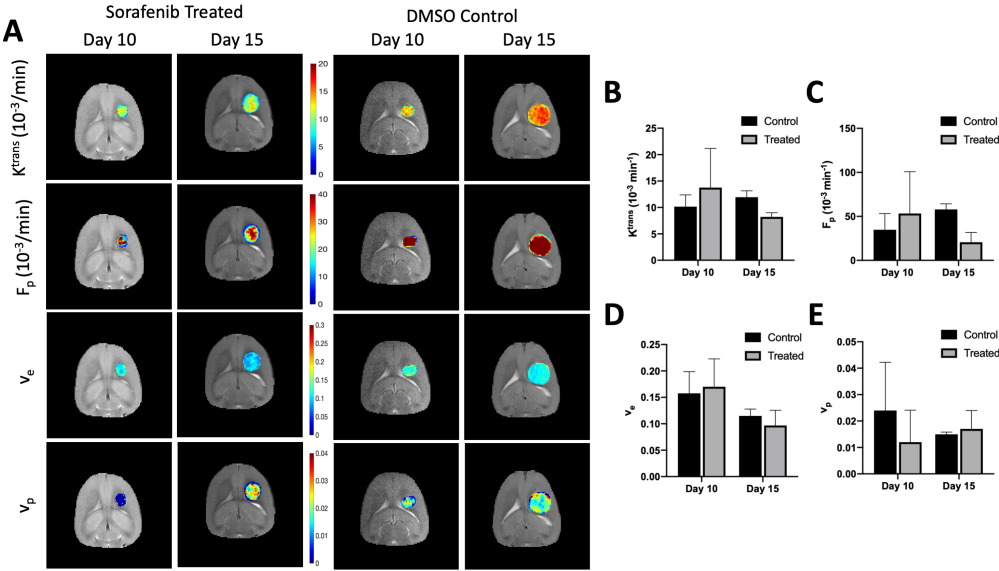 A
Sorafenib Treated
DMSO Control
Day 10
Day 15
Day 10
Day 15
Kᵗʳᵃⁿˢ (10⁻³/min)
20
15
10
5
0
Fₚ (10⁻³/min)
40
30
20
10
0
vₑ
0.3
0.25
0.2
0.15
0.1
0.05
0
vₚ
0.04
0.03
0.02
0.01
0
B
Control
Treated
Kᵗʳᵃⁿˢ (10⁻³ min⁻¹)
25
20
15
10
5
0
Day 10
Day 15
C
Control
Treated
Fₚ (10⁻³ min⁻¹)
150
100
50
0
Day 10
Day 15
D
Control
Treated
vₑ
0.25
0.20
0.15
0.10
0.05
0.00
Day 10
Day 15
E
Control
Treated
vₚ
0.05
0.04
0.03
0.02
0.01
0.00
Day 10
Day 15